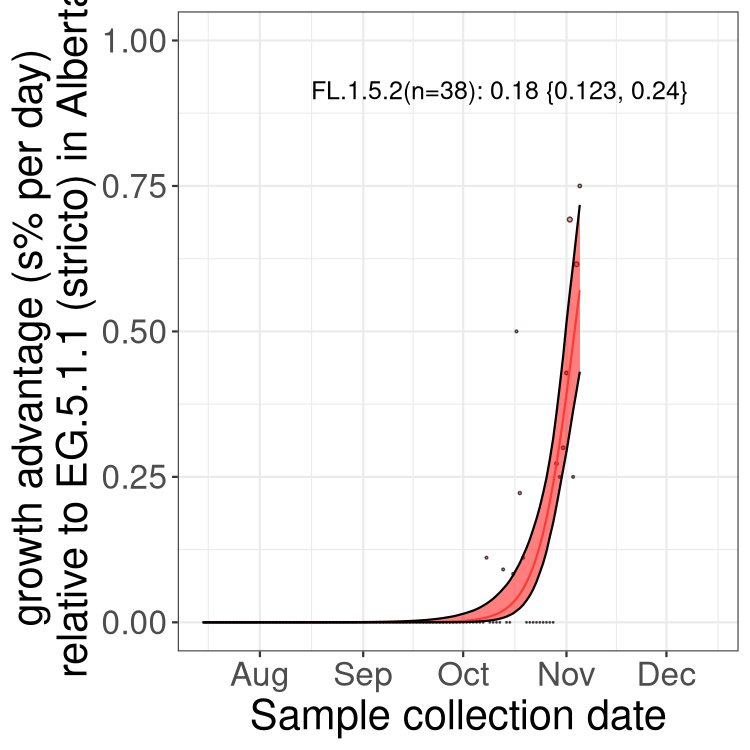 growth advantage (s% per day)
relative to EG.5.1.1 (stricto) in Alberta
1.00
0.75
0.50
0.25
0.00
FL.1.5.2(n=38): 0.18 {0.123, 0.24}
Aug Sep Oct Nov Dec
Sample collection date